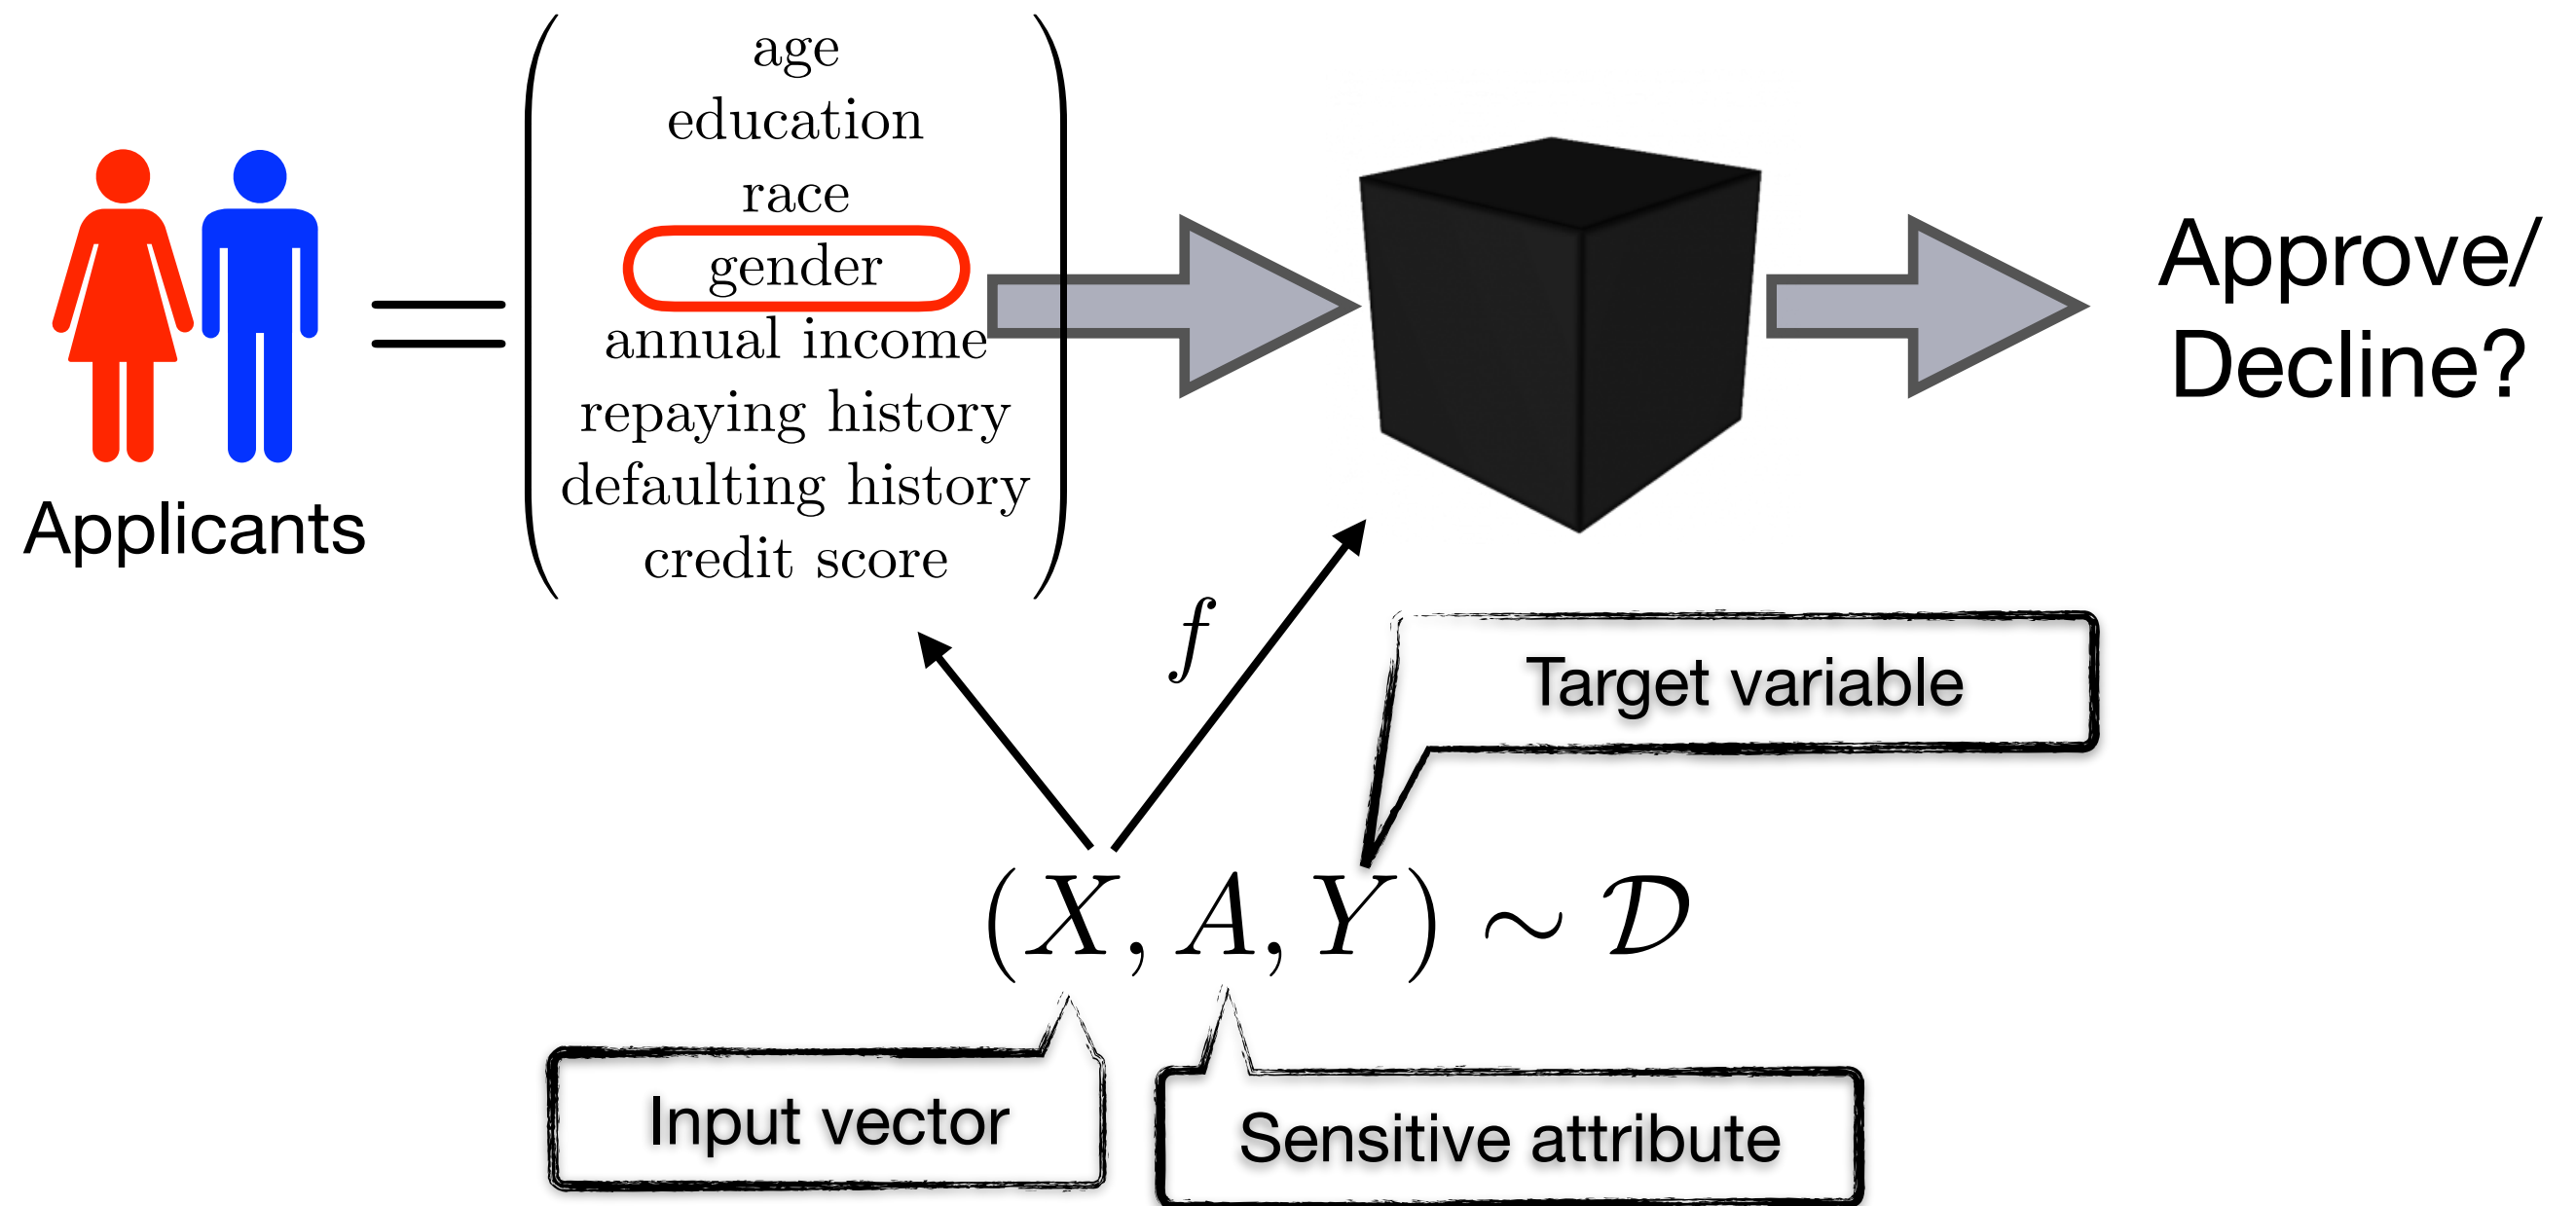 age
education
race
gender
annual income
repaying history
defaulting history
credit score
Applicants
=
Approve/
Decline?
f
Target variable
(X, A, Y) ∼ 𝒟
Input vector
Sensitive attribute